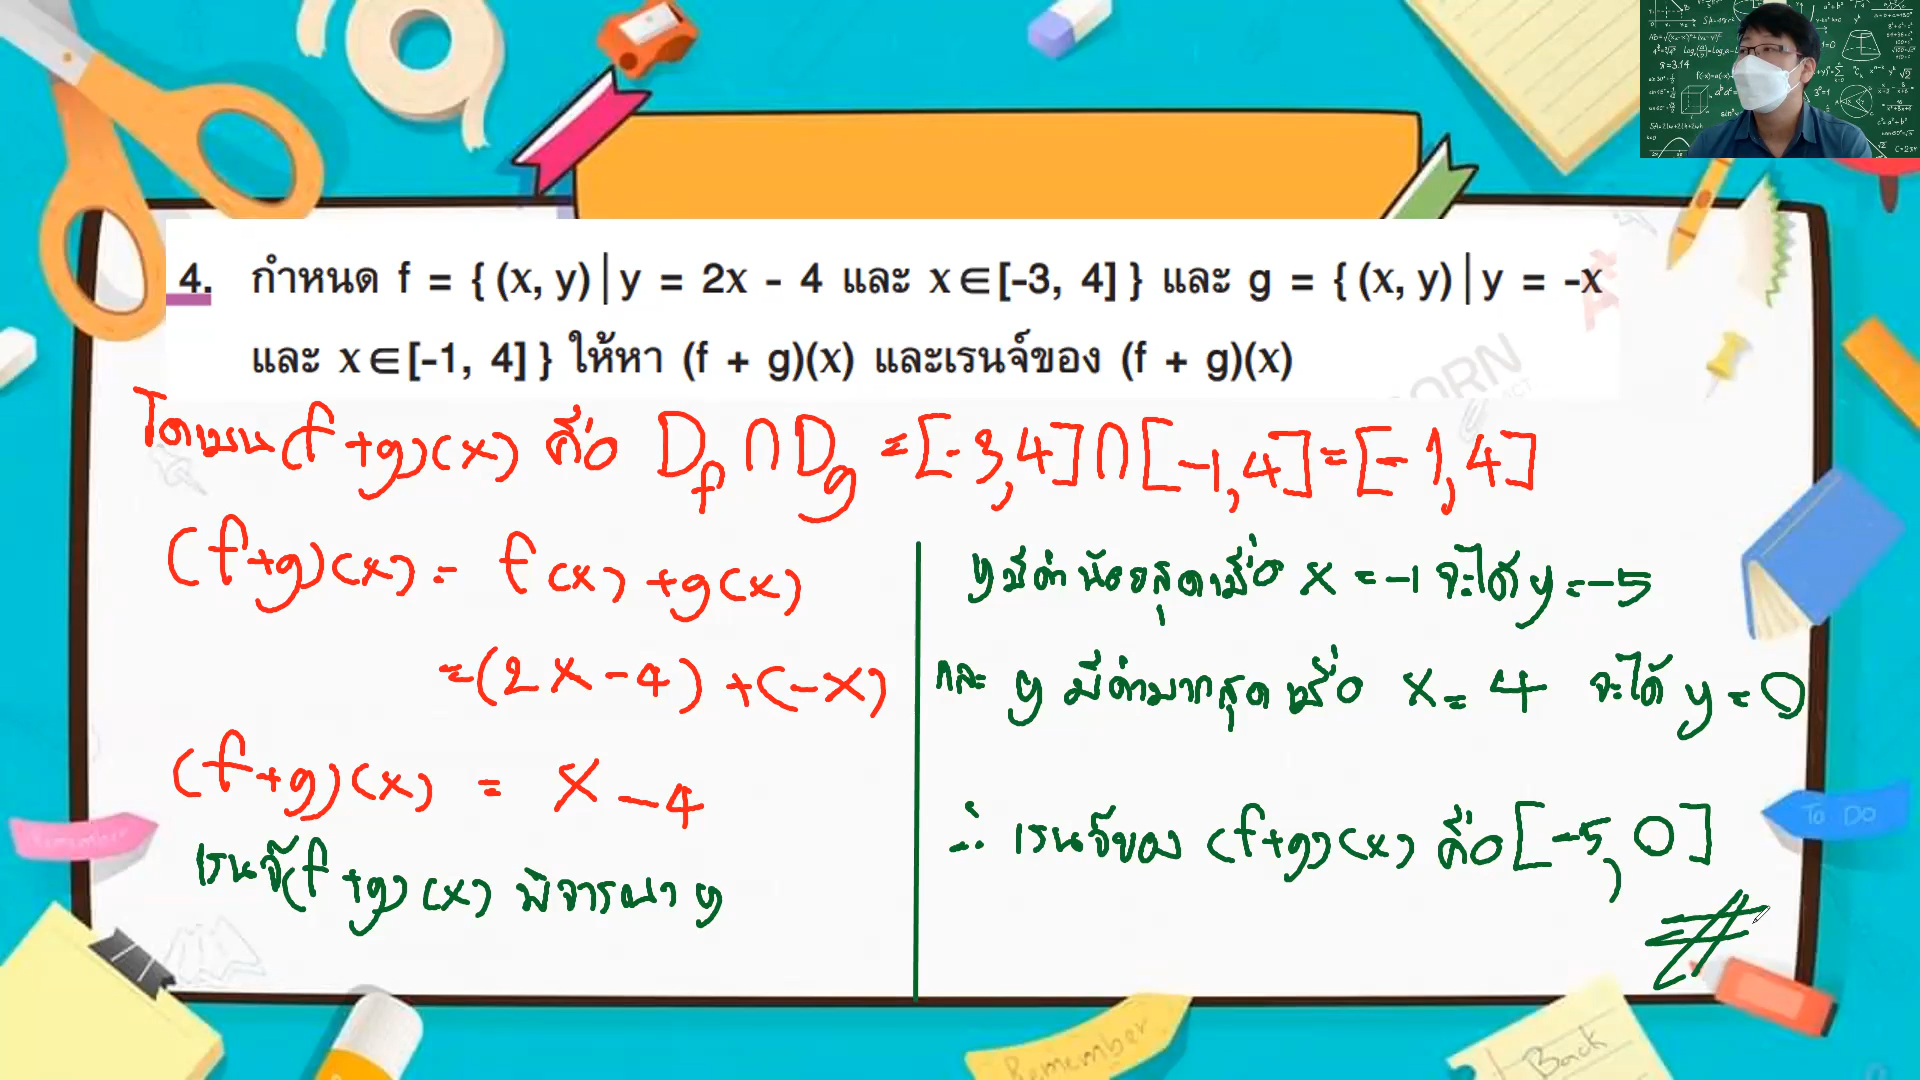 4. กำหนด f = { (x, y) | y = 2x - 4 และ x∈[-3, 4] } และ g = { (x, y) | y = -x
และ x∈[-1, 4] } ให้หา (f + g)(x) และเรนจ์ของ (f + g)(x)
โดเมน (f+g)(x) คือ D_f ∩ D_g = [-3,4] ∩ [-1,4] = [-1,4]
(f+g)(x) = f(x) + g(x)
= (2x-4) + (-x)
(f+g)(x) = x-4
เรนจ์ (f+g)(x) พิจารณา y
y มีค่าน้อยสุดเมื่อ x = -1 จะได้ y = -5
และ y มีค่ามากสุดเมื่อ x = 4 จะได้ y = 0
∴ เรนจ์ของ (f+g)(x) คือ [-5, 0]
#
Remember
To Do
Remember
Back